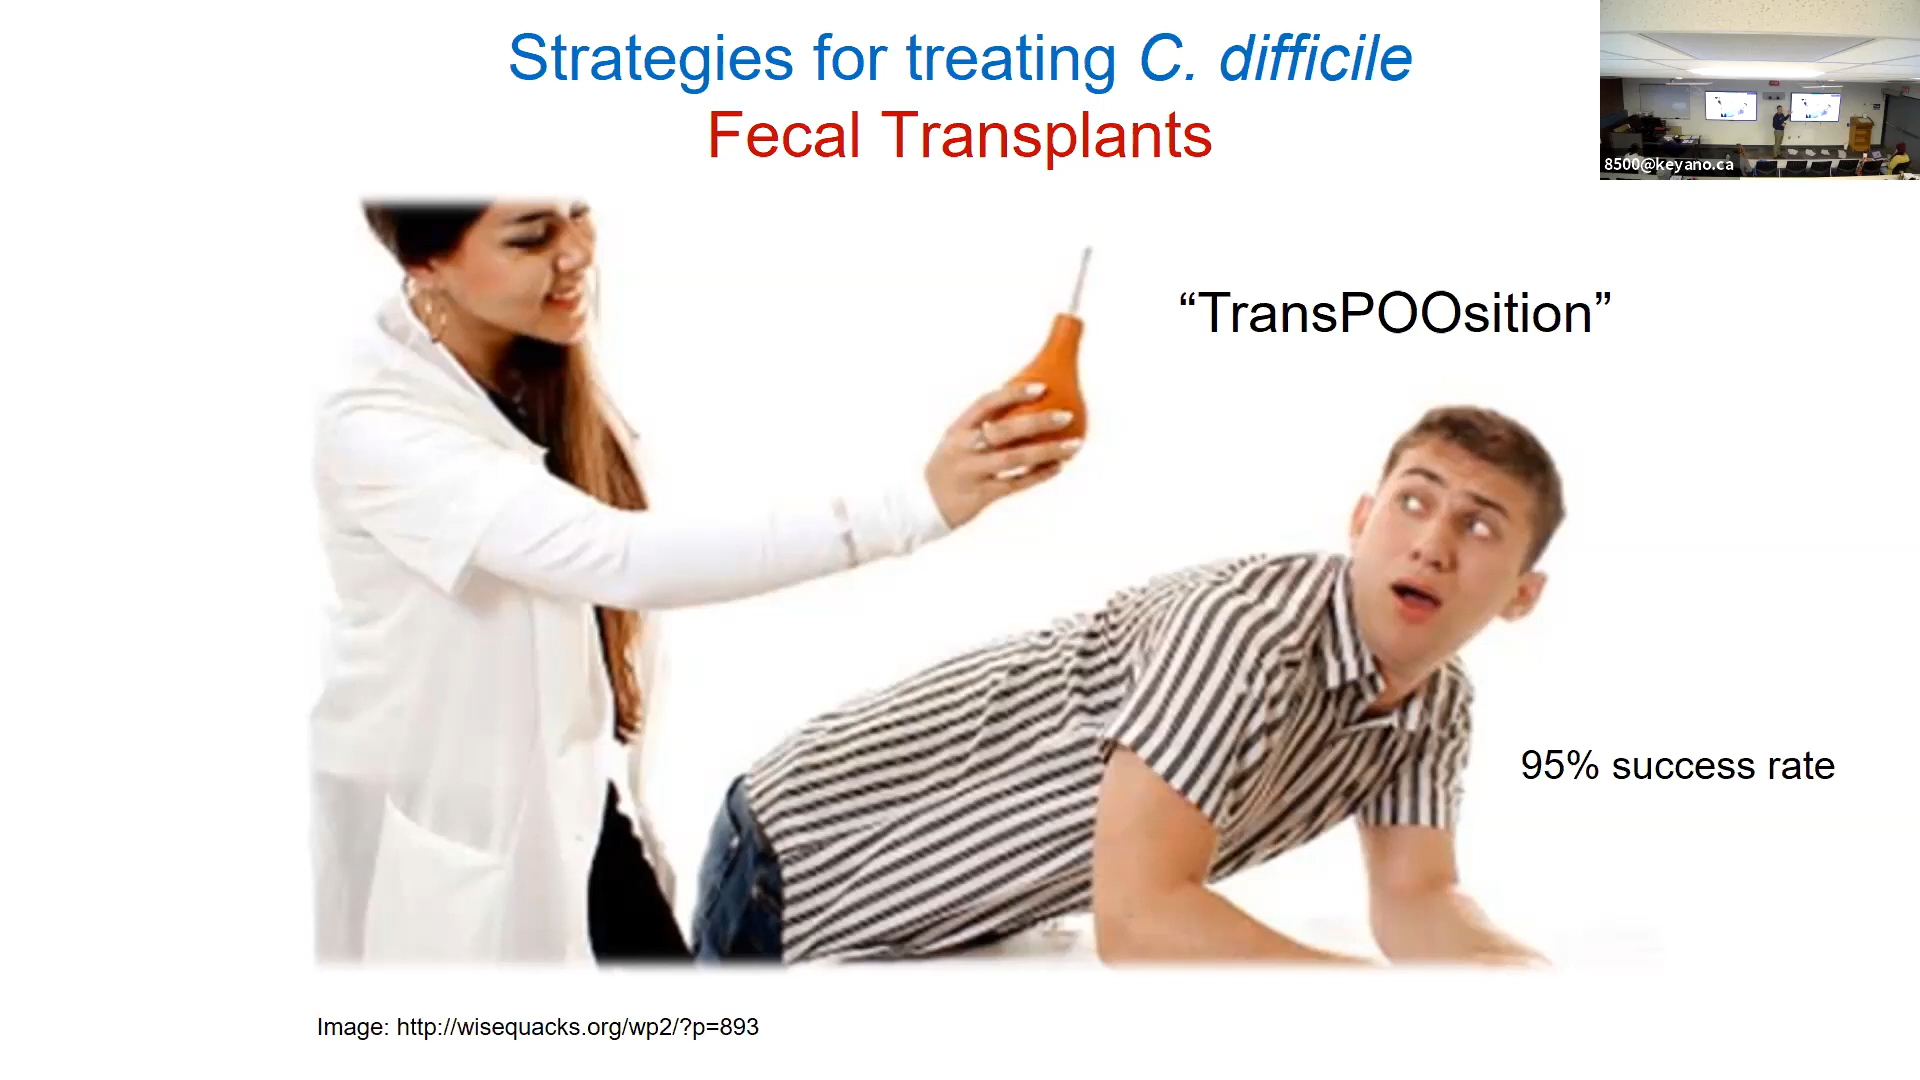 Strategies for treating C. difficile
Fecal Transplants
8500@keyano.ca
“TransPOOsition”
95% success rate
Image: http://wisequacks.org/wp2/?p=893